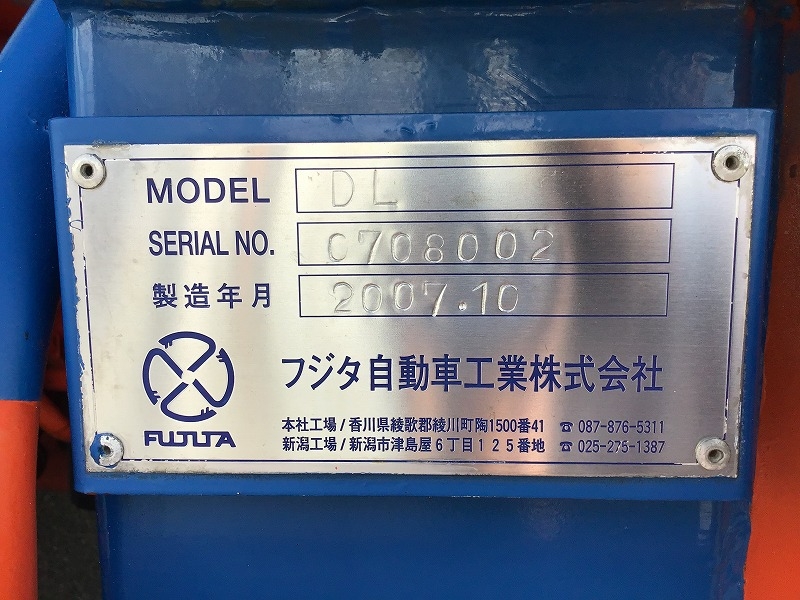 MODEL DL
SERIAL NO. 0708002
製造年月 2007.10
フジタ自動車工業株式会社
FUJITA
本社工場/香川県綾歌郡綾川町陶1500番41 ☎ 087-876-5311
新潟工場/新潟市津島屋6丁目125番地 ☎ 025-275-1387